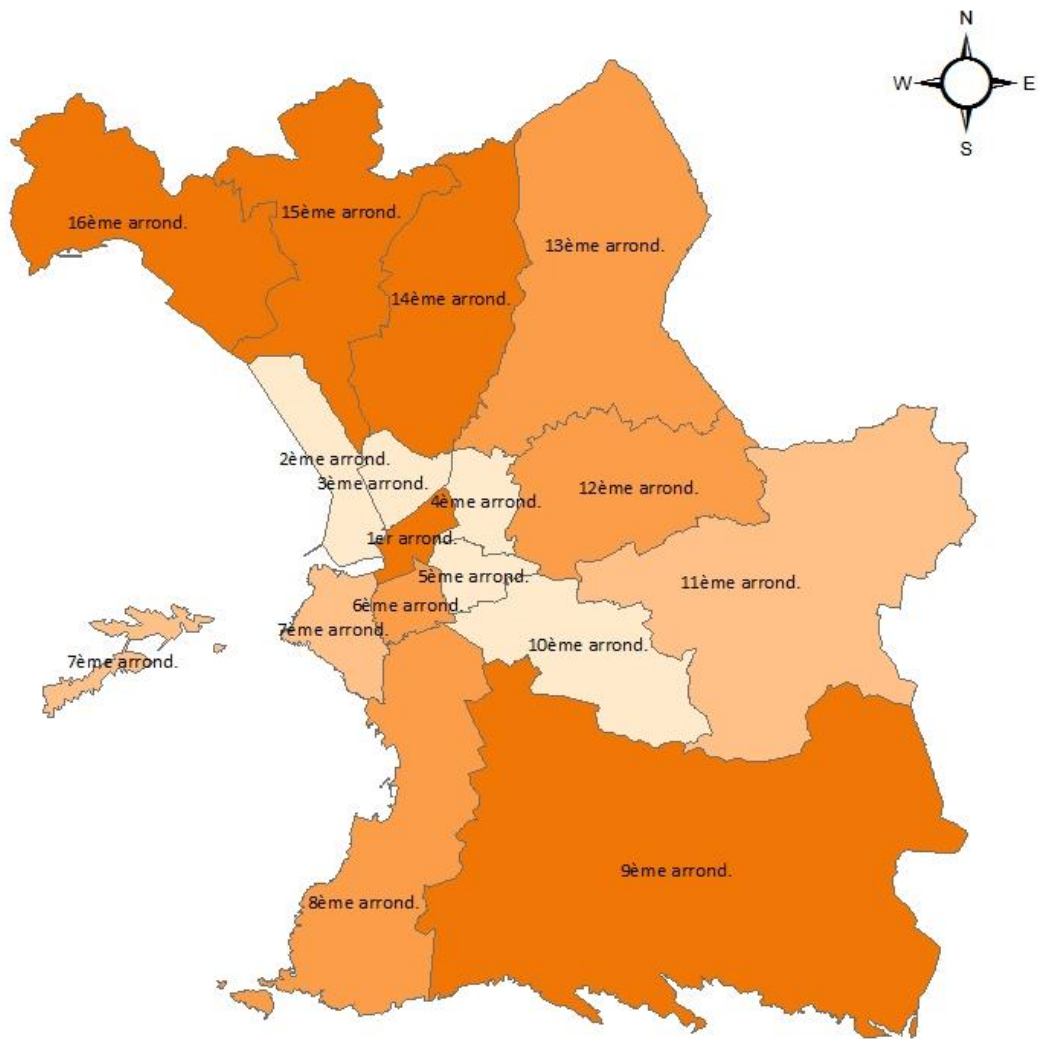 N
W E
S
16ème arrond.
15ème arrond.
13ème arrond.
14ème arrond.
2ème arrond.
3ème arrond.
12ème arrond.
4ème arrond.
1er arrond.
5ème arrond.
11ème arrond.
6ème arrond.
7ème arrond.
10ème arrond.
7ème arrond.
9ème arrond.
8ème arrond.